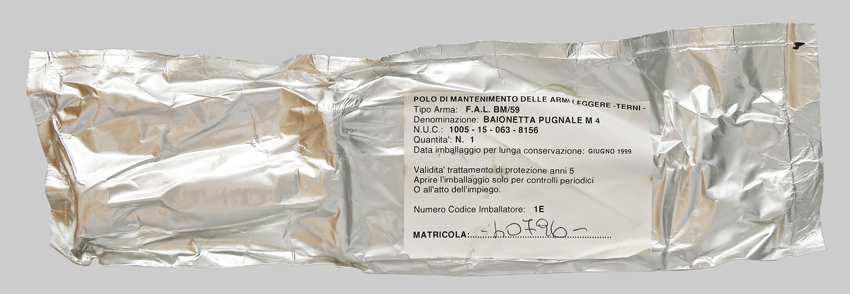 POLO DI MANTENIMENTO DELLE ARMI LEGGERE -TERNI -
Tipo Arma: F.A.L. BM/59
Denominazione: BAIONETTA PUGNALE M 4
N.U.C.: 1005 - 15 - 063 - 8156
Quantita': N. 1
Data imballaggio per lunga conservazione: GIUGNO 1999
Validita' trattamento di protezione anni 5
Aprire l'imballaggio solo per controlli periodici
O all'atto dell'impiego.
Numero Codice Imballatore: 1E
MATRICOLA: